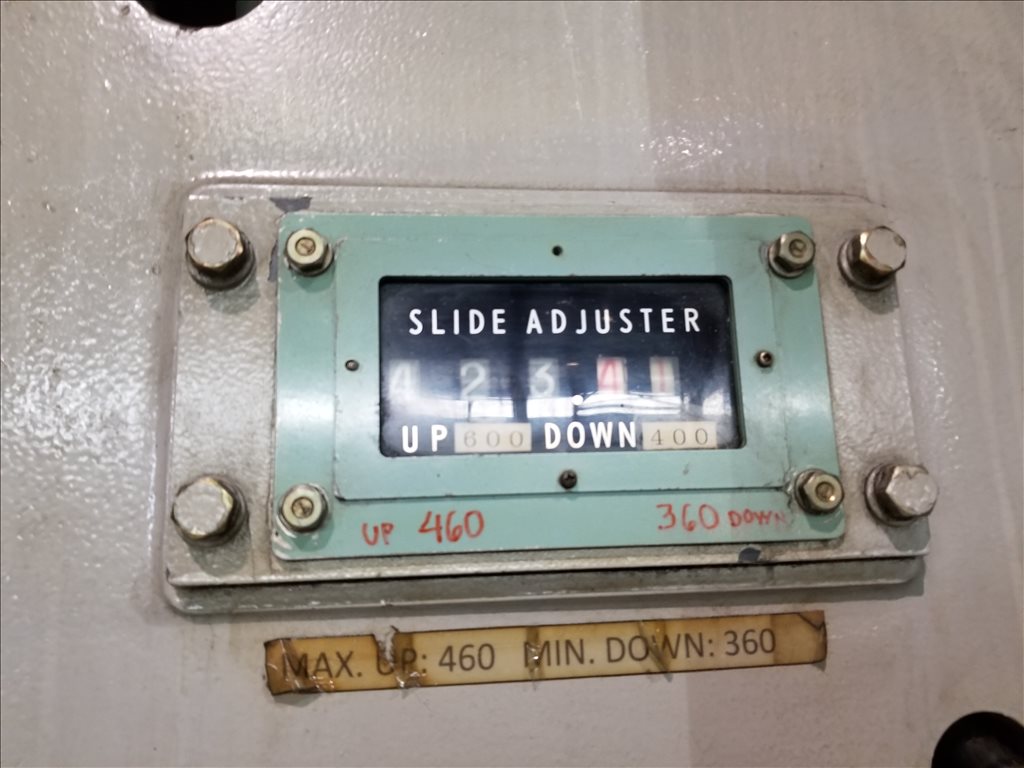 SLIDE ADJUSTER
4 2 3 4 1
UP 600 DOWN 400
UP 460 360 DOWN
MAX. UP: 460 MIN. DOWN: 360